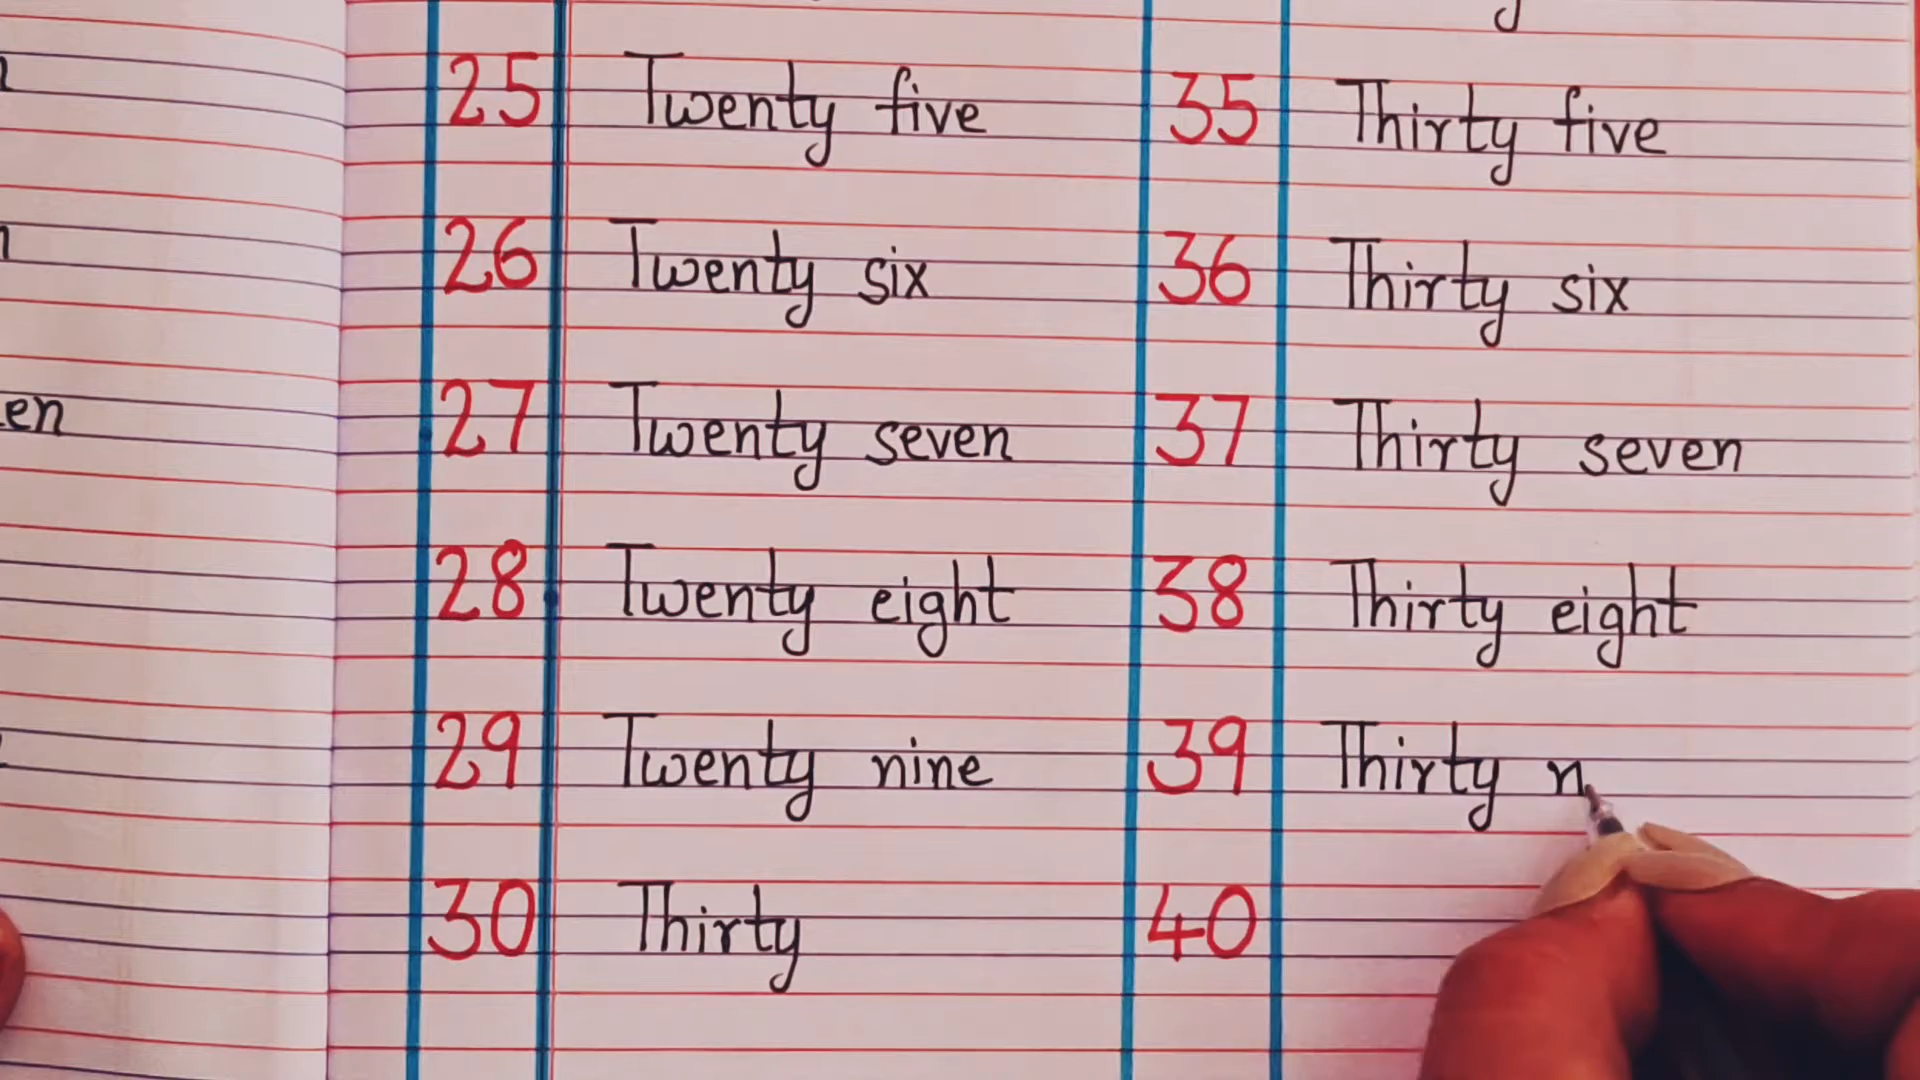 25 Twenty five 35 Thirty five
26 Twenty six 36 Thirty six
en 27 Twenty seven 37 Thirty seven
28 Twenty eight 38 Thirty eight
29 Twenty nine 39 Thirty n
30 Thirty 40